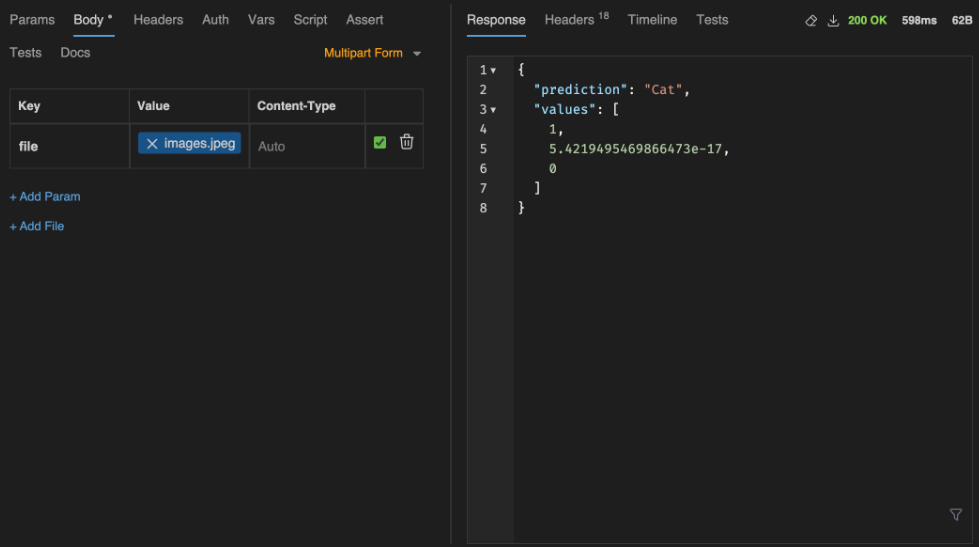 Params Body Headers Auth Vars Script Assert
Tests Docs Multipart Form
Key Value Content-Type
file images.jpeg Auto
+ Add Param
+ Add File
Response Headers 18 Timeline Tests 200 OK 598ms 62B
1 {
2 "prediction": "Cat",
3 "values": [
4 1,
5 5.4219495469866473e-17,
6 0
7 ]
8 }